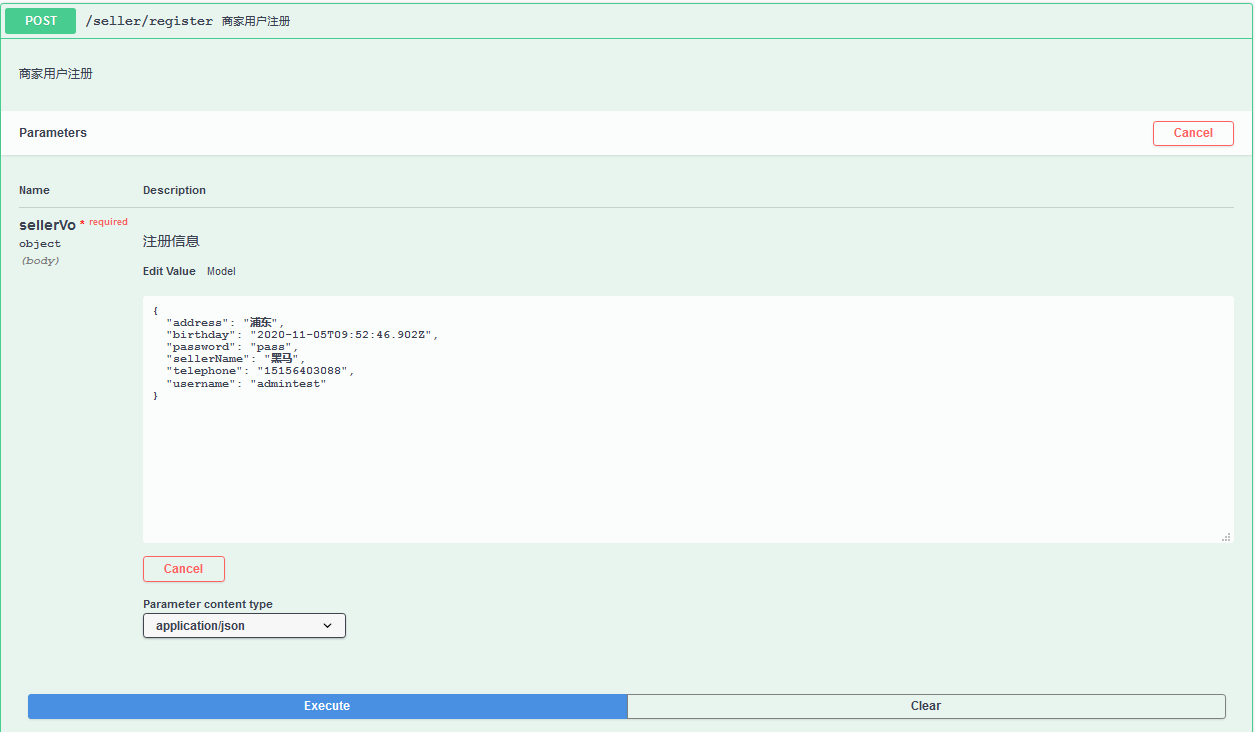 POST /seller/register 商家用户注册
商家用户注册
Parameters Cancel
Name Description
sellerVo * required
object
(body)
注册信息
Edit Value Model
{
  "address": "浦东",
  "birthday": "2020-11-05T09:52:46.902Z",
  "password": "pass",
  "sellerName": "黑马",
  "telephone": "15156403088",
  "username": "admintest"
}
Cancel
Parameter content type
application/json
Execute Clear